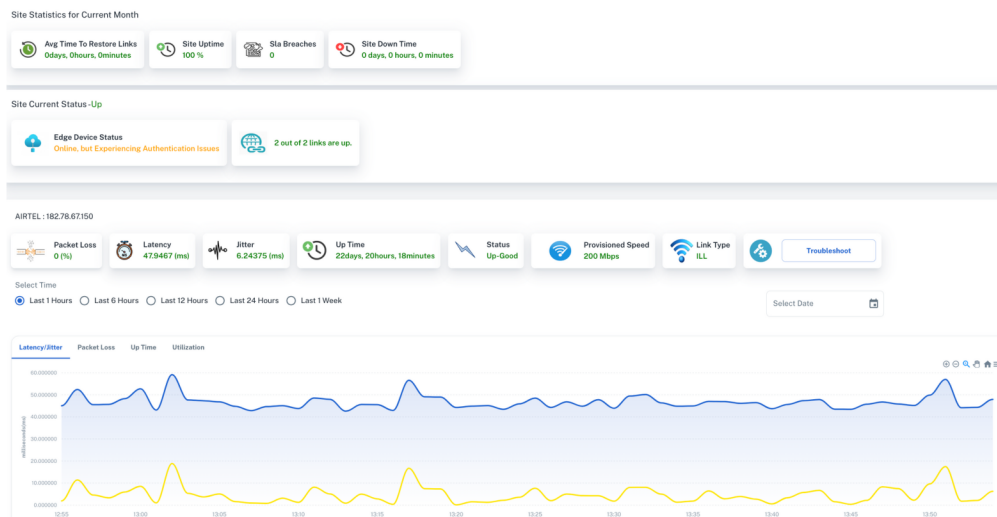 Site Statistics for Current Month
Avg Time To Restore Links
0days, 0hours, 0minutes
Site Uptime
100 %
Sla Breaches
0
Site Down Time
0 days, 0 hours, 0 minutes
Site Current Status-Up
Edge Device Status
Online, but Experiencing Authentication Issues
2 out of 2 links are up.
AIRTEL : 182.78.67.150
Packet Loss
0 (%)
Latency
47.9467 (ms)
Jitter
6.24375 (ms)
Up Time
22days, 20hours, 18minutes
Status
Up-Good
Provisioned Speed
200 Mbps
Link Type
ILL
Troubleshoot
Select Time
Last 1 Hours
Last 6 Hours
Last 12 Hours
Last 24 Hours
Last 1 Week
Select Date
Latency/Jitter
Packet Loss
Up Time
Utilization
60.000000
50.000000
40.000000
30.000000
20.000000
10.000000
0.000000
12:55
13:00
13:05
13:10
13:15
13:20
13:25
13:30
13:35
13:40
13:45
13:50